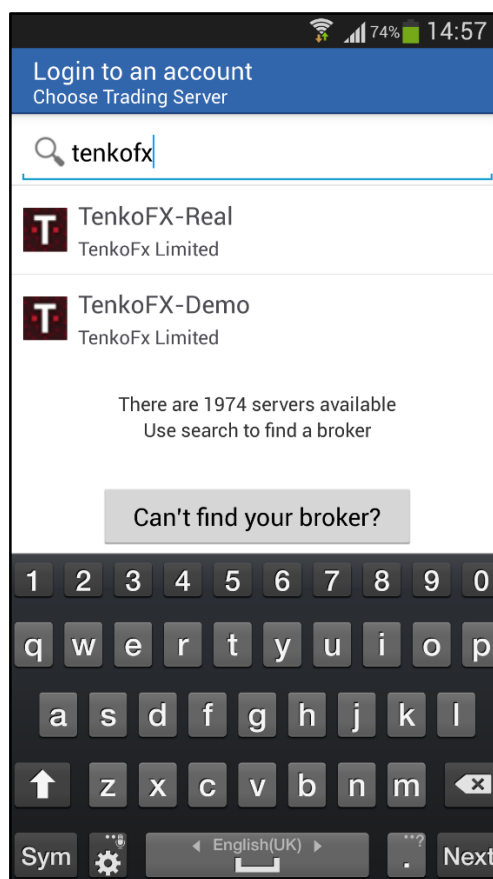 74% 14:57
Login to an account
Choose Trading Server
tenkofx
T TenkoFX-Real
TenkoFx Limited
T TenkoFX-Demo
TenkoFx Limited
There are 1974 servers available
Use search to find a broker
Can't find your broker?
1 2 3 4 5 6 7 8 9 0
q w e r t y u i o p
a s d f g h j k l
z x c v b n m
Sym English(UK) ...? . Next